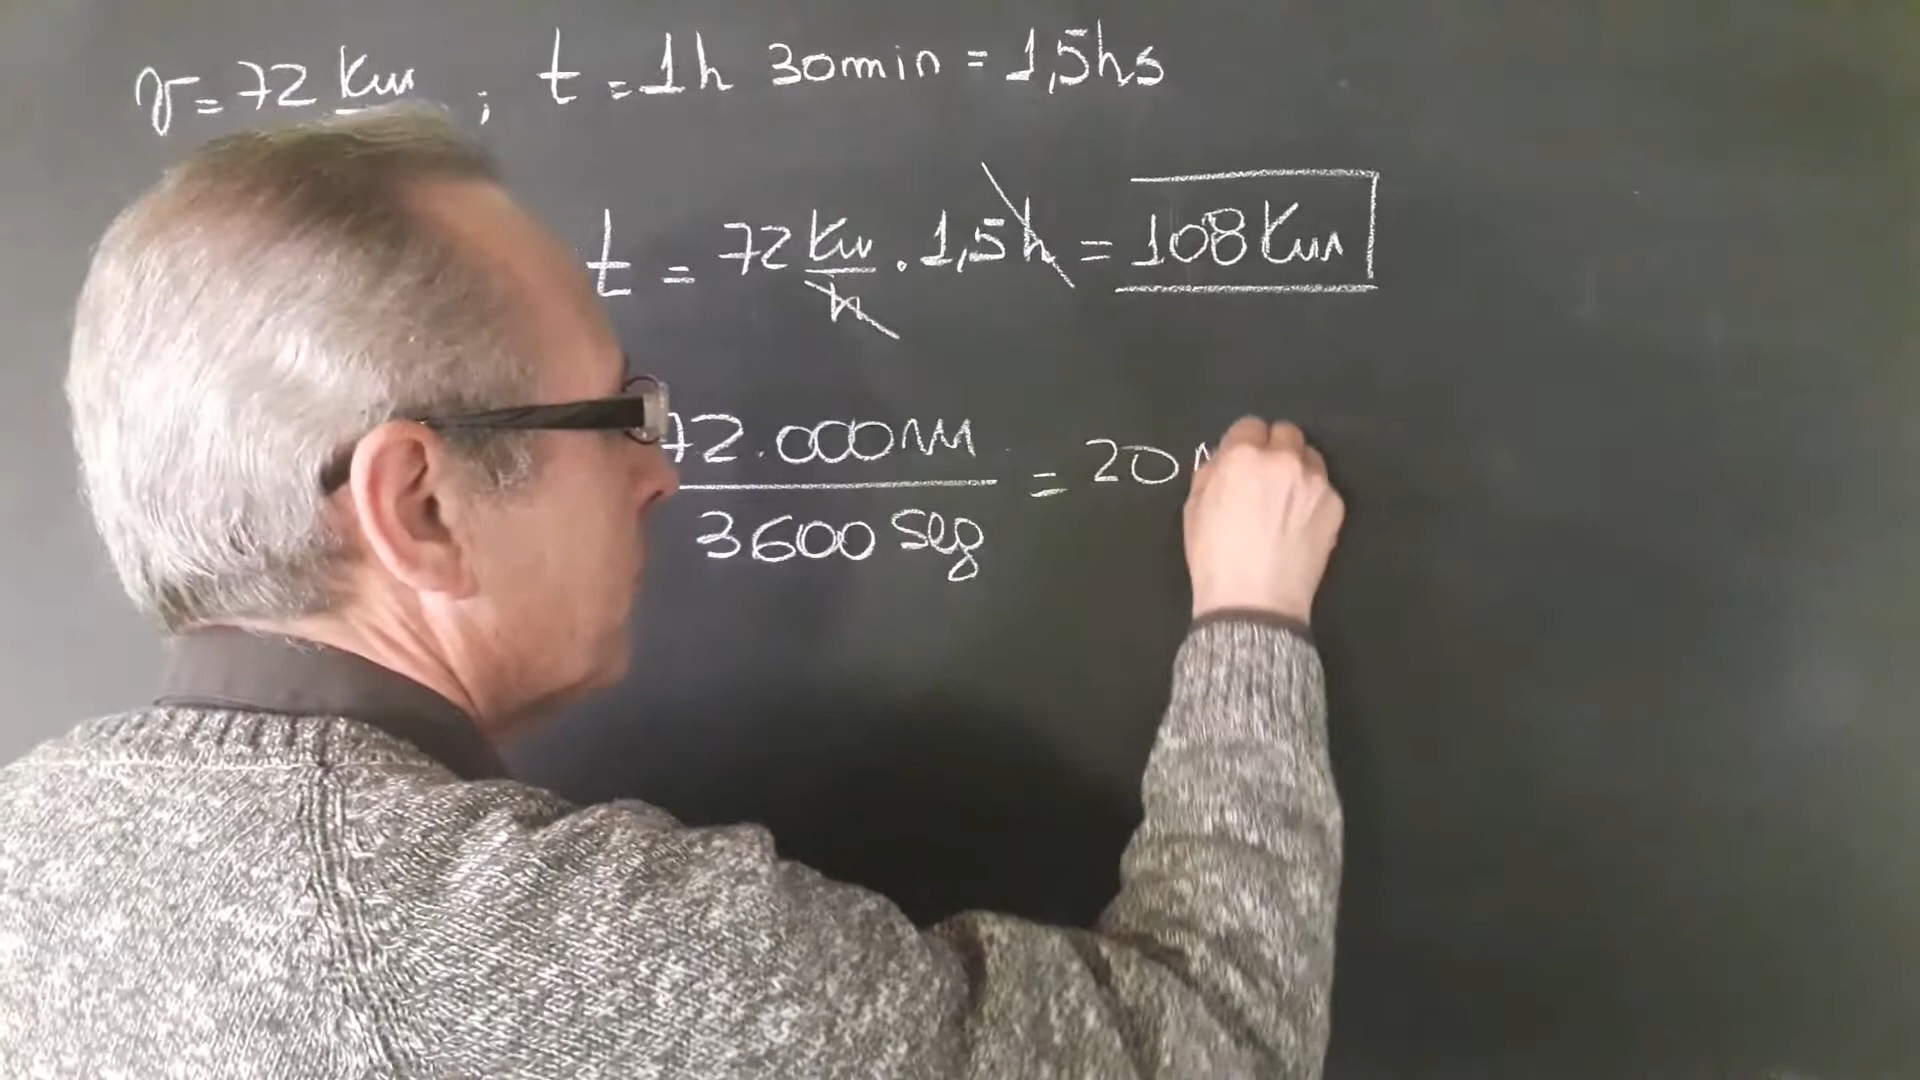 v = 72 Km ; t = 1h 30min = 1,5hs
t = 72 Km/h . 1,5h = 108 Km
72.000m / 3600 seg = 20